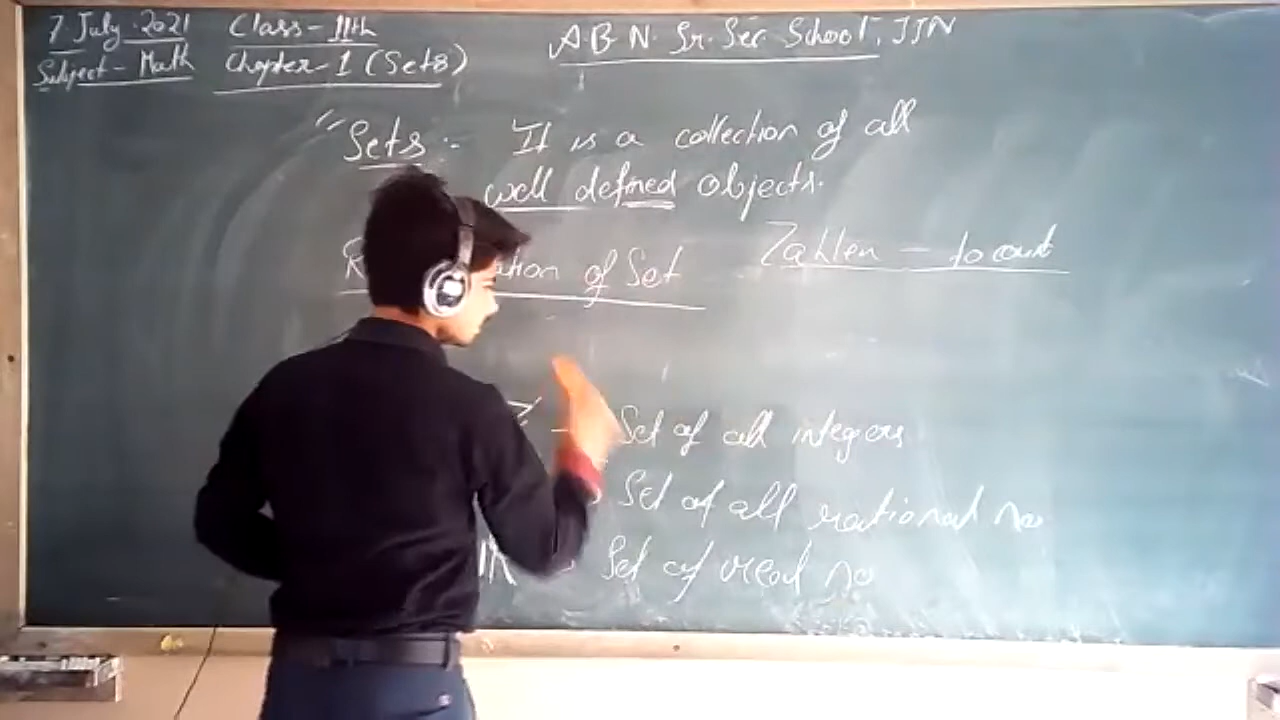 7 July 2021 Class-11th A.B.N. Sr. Sec School, JJN
Subject - Math Chapter-1 (Sets)
"Sets :- It is a collection of all
well defined objects.
ation of Set Zahlen - to count
Z - Set of all integers
Set of all rational no
IR Set of real no